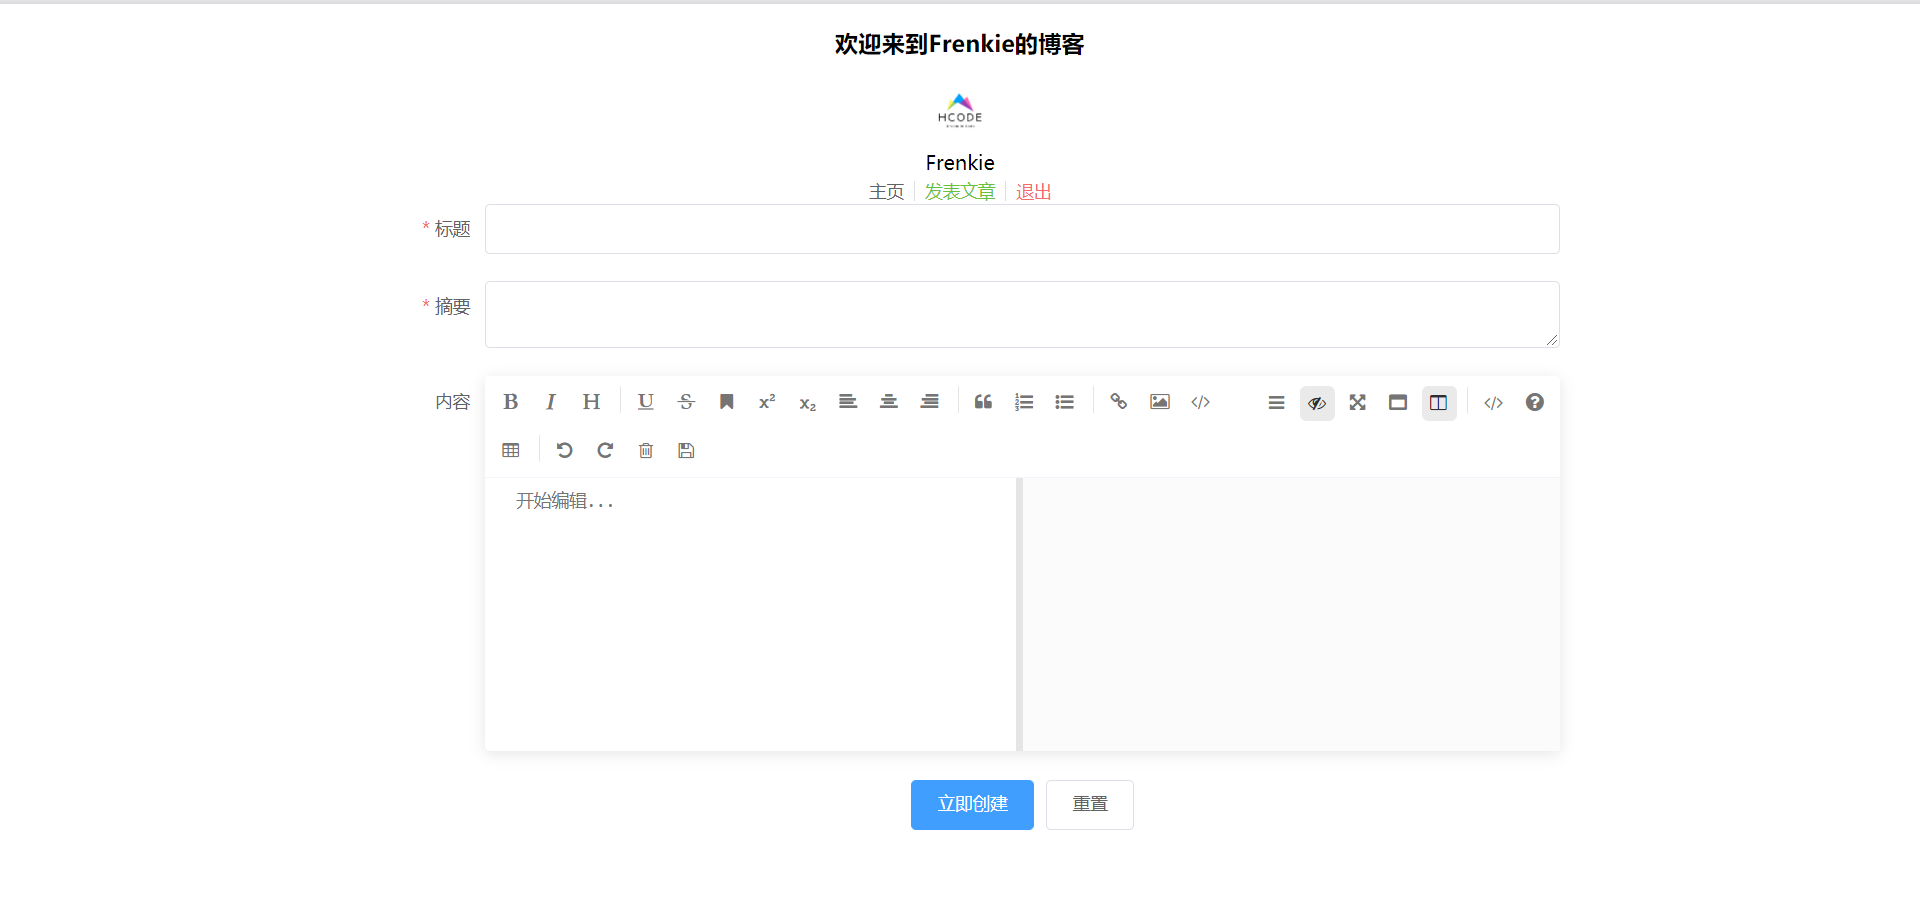 欢迎来到Frenkie的博客
HCODE
Frenkie
主页 发表文章 退出
* 标题
* 摘要
内容
B I H U S x² x₂
开始编辑...
立即创建 重置